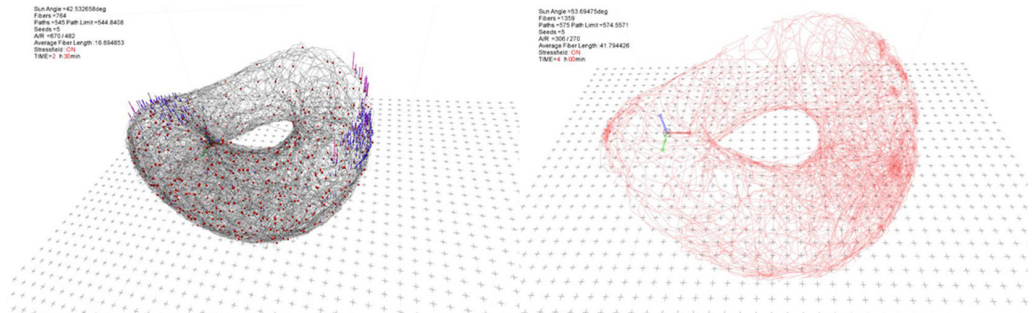 Sun Angle =42.532658deg
Fibers =764
Paths =545 Path Limit =544.8408
Seeds =5
A/R =670 / 482
Average Fiber Length =16.694853
Stressfield: ON
TIME=2 h 30min
Sun Angle =53.69475deg
Fibers =1359
Paths =575 Path Limit =574.5571
Seeds =5
A/R =306 / 270
Average Fiber Length =41.794426
Stressfield: ON
TIME=4 h 00min